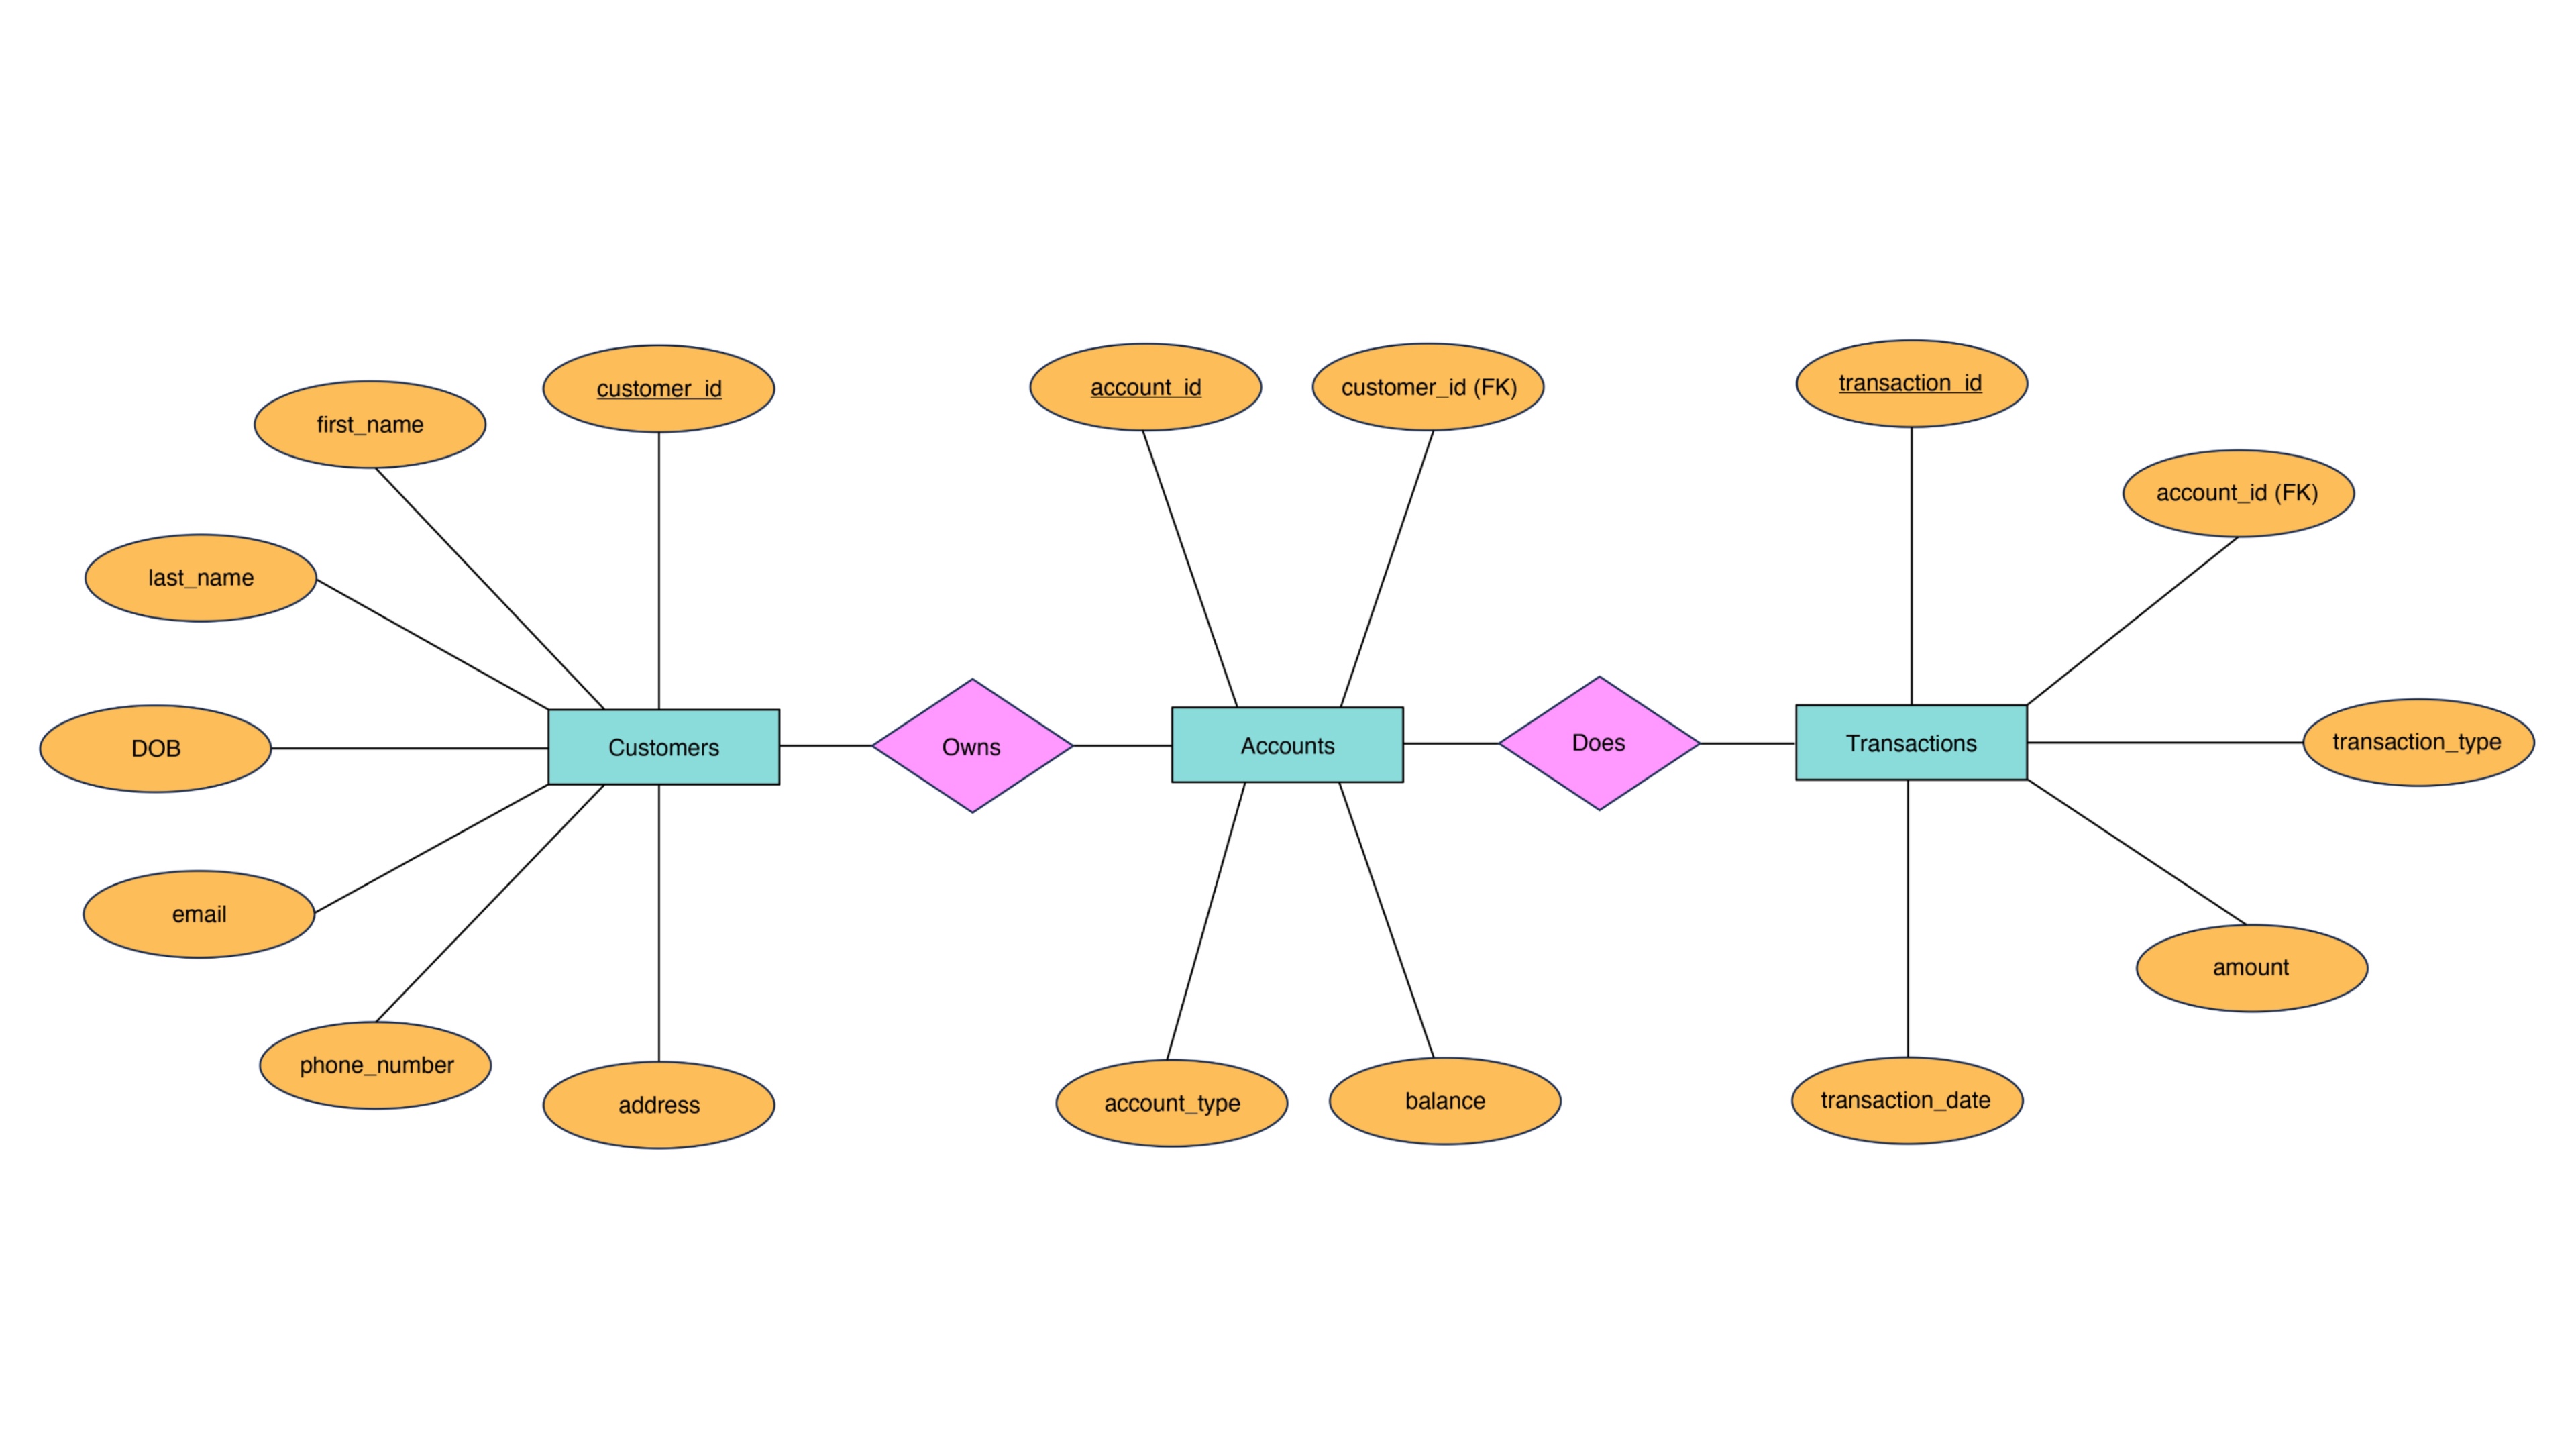 customer_id
first_name
last_name
DOB
email
phone_number
address
Customers
Owns
account_id
customer_id (FK)
Accounts
account_type
balance
Does
transaction_id
account_id (FK)
Transactions
transaction_type
amount
transaction_date